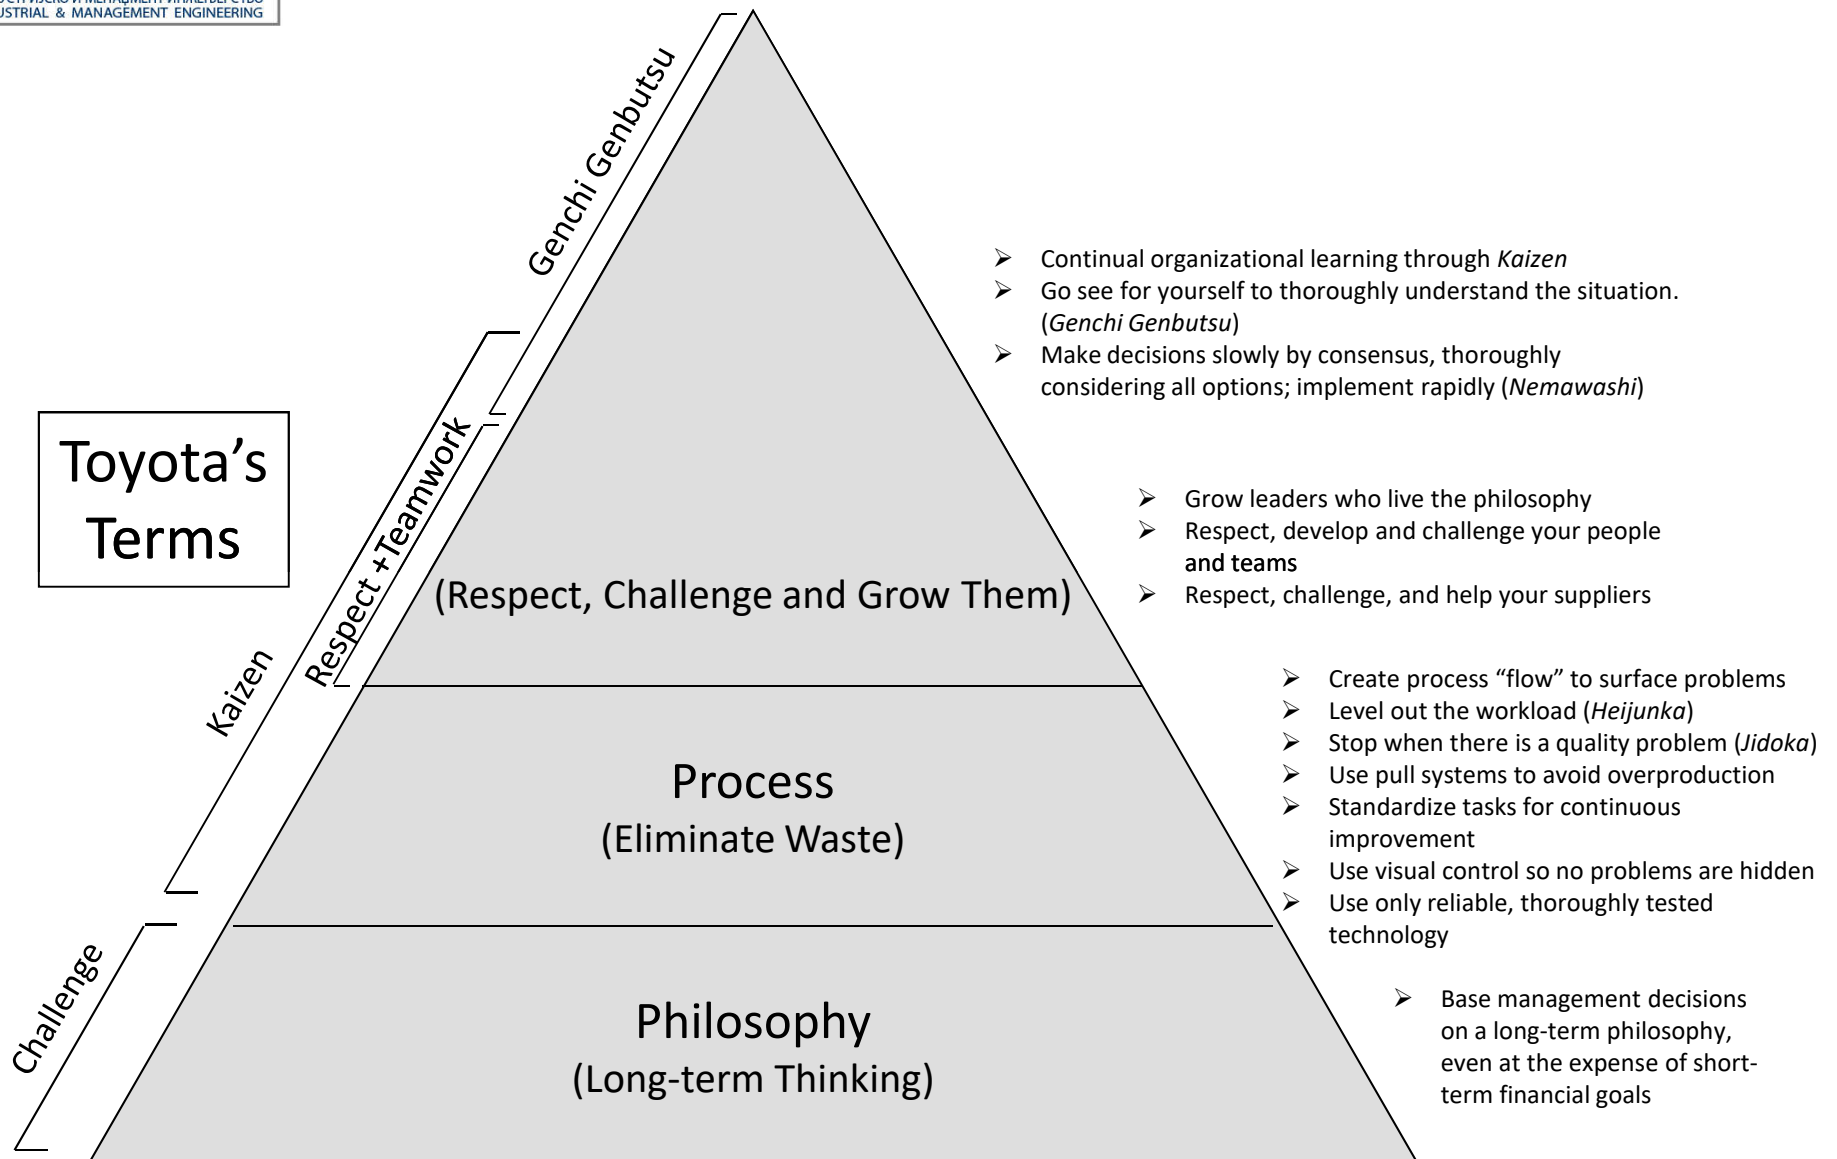 INDUSTRIAL & MANAGEMENT ENGINEERING
Genchi Genbutsu
Respect +Teamwork
Kaizen
Challenge
Toyota’s
Terms
(Respect, Challenge and Grow Them)
Process
(Eliminate Waste)
Philosophy
(Long-term Thinking)
➢ Continual organizational learning through Kaizen
➢ Go see for yourself to thoroughly understand the situation.
(Genchi Genbutsu)
➢ Make decisions slowly by consensus, thoroughly
considering all options; implement rapidly (Nemawashi)
➢ Grow leaders who live the philosophy
➢ Respect, develop and challenge your people
and teams
➢ Respect, challenge, and help your suppliers
➢ Create process “flow” to surface problems
➢ Level out the workload (Heijunka)
➢ Stop when there is a quality problem (Jidoka)
➢ Use pull systems to avoid overproduction
➢ Standardize tasks for continuous
improvement
➢ Use visual control so no problems are hidden
➢ Use only reliable, thoroughly tested
technology
➢ Base management decisions
on a long-term philosophy,
even at the expense of short-
term financial goals